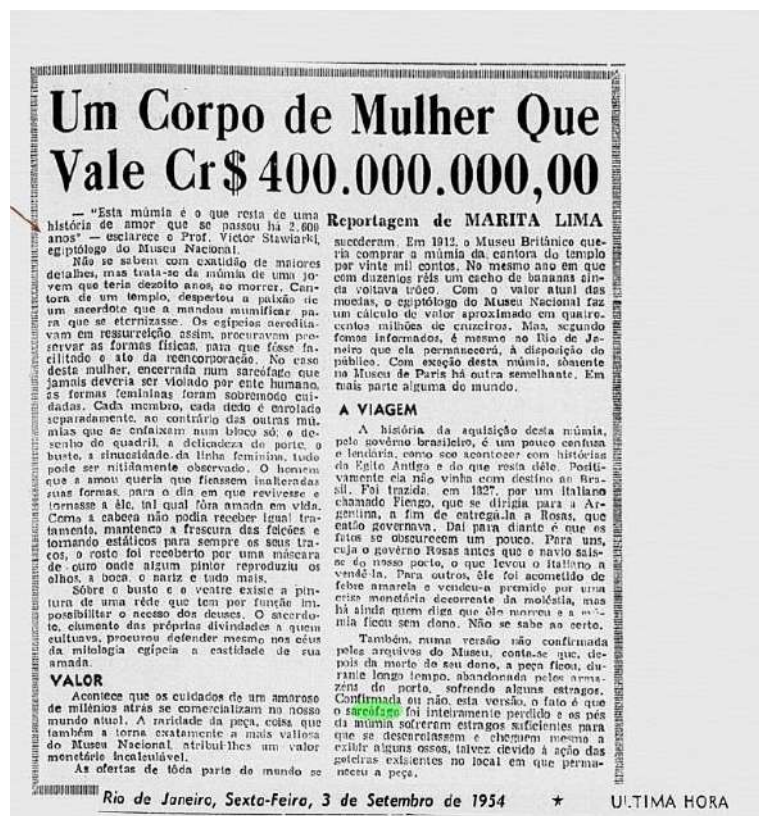 Um Corpo de Mulher Que
Vale Cr$ 400.000.000,00
— "Esta múmia é o que resta de uma
história de amor que se passou há 2.600
anos" — esclarece o Prof. Victor Stawiarki,
egiptólogo do Museu Nacional.
Não se sabem com exatidão de maiores
detalhes, mas trata-se da múmia de uma jo-
vem que teria dezoito anos, ao morrer. Can-
tora de um templo, despertou a paixão de
um sacerdote que a mandou mumificar pa-
ra que se eternizasse. Os egípcios acredita-
vam em ressurreição assim, procuravam pre-
servar as formas físicas, para que fôsse fa-
cilitado o ato da reencorporação. No caso
desta mulher, encerrada num sarcófago que
jamais deveria ser violado por ente humano,
as formas femininas foram sobremodo cui-
dadas. Cada membro, cada dedo é enrolado
separadamente, ao contrário das outras mú-
mias que se enfaixam num bloco só; o de-
senho do quadril, a delicadeza do porte, o
busto, a sinuosidade da linha feminina, tudo
pode ser nitidamente observado. O homem
que a amou queria que ficassem inalteradas
suas formas, para o dia em que revivesse e
tornasse a êle, tal qual fôra amada em vida.
Como a cabeça não podia receber igual tra-
tamento, mantendo a frescura das feições e
tornando estáticos para sempre os seus tra-
ços, o rosto foi recoberto por uma máscara
de ouro onde algum pintor reproduziu os
olhos, a boca, o nariz e tudo mais.
Sôbre o busto e o ventre existe a pin-
tura de uma rêde que tem por função im-
possibilitar o acesso dos deuses. O sacerdo-
te, ciumento das próprias divindades a quem
cultuava, procurou defender mesmo nos céus
da mitologia egípcia a castidade de sua
amada.
VALOR
Acontece que os cuidados de um amoroso
de milênios atrás se comercializam no nosso
mundo atual. A raridade da peça, coisa que
também a torna exatamente a mais valiosa
do Museu Nacional, atribui-lhes um valor
monetário incalculável.
As ofertas de tôda parte do mundo se
Reportagem de MARITA LIMA
sucederam. Em 1912, o Museu Britânico que-
ria comprar a múmia da cantora do templo
por vinte mil contos. No mesmo ano em que
com duzentos réis um cacho de bananas ain-
da voltava trôco. Com o valor atual das
moedas, o egiptólogo do Museu Nacional faz
um cálculo de valor aproximado em quatro-
centos milhões de cruzeiros. Mas, segundo
fomos informados, é mesmo no Rio de Ja-
neiro que ela permanecerá, à disposição do
público. Com exeção desta múmia, sòmente
no Museu de Paris há outra semelhante. Em
mais parte alguma do mundo.
A VIAGEM
A história da aquisição desta múmia,
pelo govêrno brasileiro, é um pouco confusa
e lendária, como soe acontecer com histórias
do Egito Antigo e do que resta dêle. Positi-
vamente ela não vinha com destino ao Bra-
sil. Foi trazida, em 1827, por um italiano
chamado Fiengo, que se dirigia para a Ar-
gentina, a fim de entregá-la a Rosas, que
então governava. Daí para diante é que os
fatos se obscurecem um pouco. Para uns,
cuja o govêrno Rosas antes que o navio saís-
se do nosso porto, o que levou o italiano a
vendê-la. Para outros, êle foi acometido de
febre amarela e vendeu-a premido por uma
crise monetária decorrente da moléstia, mas
há ainda quem diga que êle morreu e a mú-
mia ficou sem dono. Não se sabe ao certo.
Também, numa versão não confirmada
pelos arquivos do Museu, conta-se que, de-
pois da morte do seu dono, a peça ficou, du-
rante longo tempo, abandonada pelos arma-
zéns do porto, sofrendo alguns estragos.
Confirmada ou não, esta versão, o fato é que
o sarcófago foi inteiramente perdido e os pés
da múmia sofreram estragos suficientes para
que se descarolassem e cheguem mesmo a
exibir alguns ossos, talvez devido à ação das
goteiras existentes no local em que perma-
neceu a peça.
Rio de Janeiro, Sexta-Feira, 3 de Setembro de 1954 ★ ULTIMA HORA